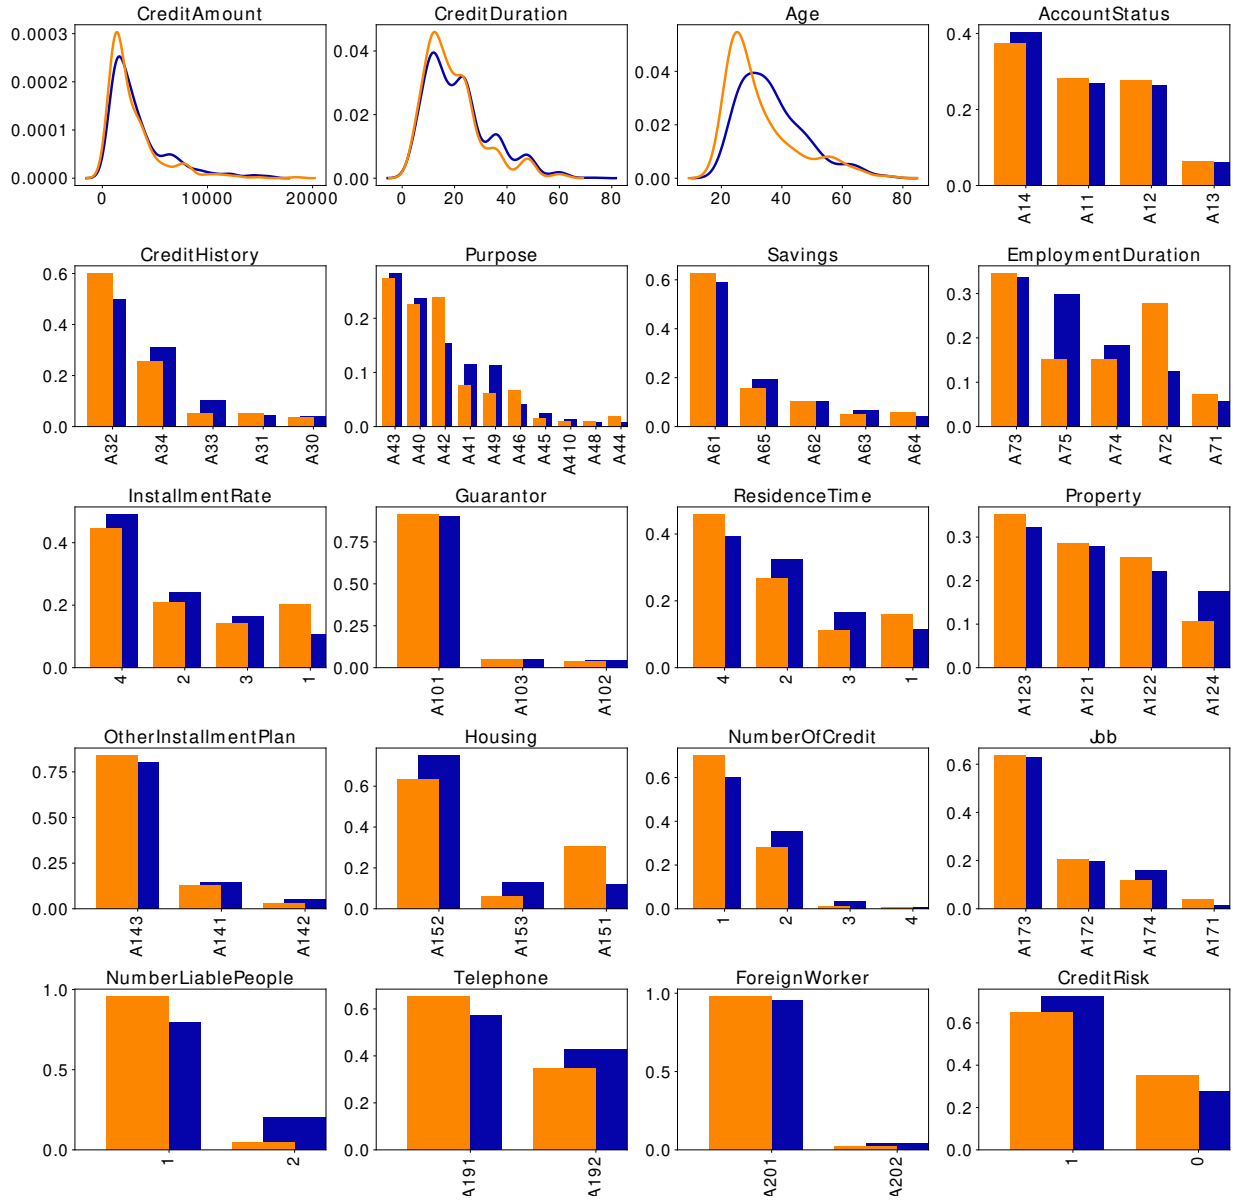 CreditAmount
0.0003
0.0002
0.0001
0.0000
0 10000 20000
CreditDuration
0.04
0.02
0.00
0 20 40 60 80
Age
0.04
0.02
0.00
20 40 60 80
AccountStatus
0.4
0.2
0.0
A14 A11 A12 A13
CreditHistory
0.6
0.4
0.2
0.0
A32 A34 A33 A31 A30
Purpose
0.2
0.1
0.0
A43 A40 A42 A41 A49 A46 A45 A410 A48 A44
Savings
0.6
0.4
0.2
0.0
A61 A65 A62 A63 A64
EmploymentDuration
0.3
0.2
0.1
0.0
A73 A75 A74 A72 A71
InstallmentRate
0.4
0.2
0.0
4 2 3 1
Guarantor
0.75
0.50
0.25
0.00
A101 A103 A102
ResidenceTime
0.4
0.2
0.0
4 2 3 1
Property
0.3
0.2
0.1
0.0
A123 A121 A122 A124
OtherInstallmentPlan
0.75
0.50
0.25
0.00
A143 A141 A142
Housing
0.6
0.4
0.2
0.0
A152 A153 A151
NumberOfCredit
0.6
0.4
0.2
0.0
1 2 3 4
Job
0.6
0.4
0.2
0.0
A173 A172 A174 A171
NumberLiablePeople
1.0
0.5
0.0
1 2
Telephone
0.6
0.4
0.2
0.0
A191 A192
ForeignWorker
1.0
0.5
0.0
A201 A202
CreditRisk
0.6
0.4
0.2
0.0
1 0